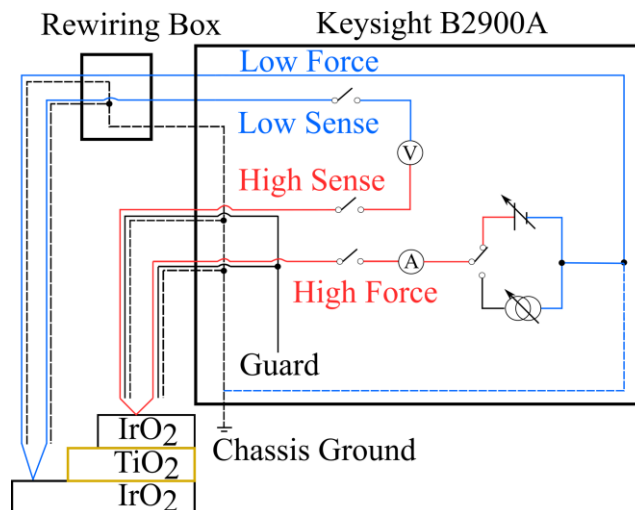 Rewiring Box
Keysight B2900A
Low Force
Low Sense
V
High Sense
A
High Force
Guard
Chassis Ground
IrO₂
TiO₂
IrO₂